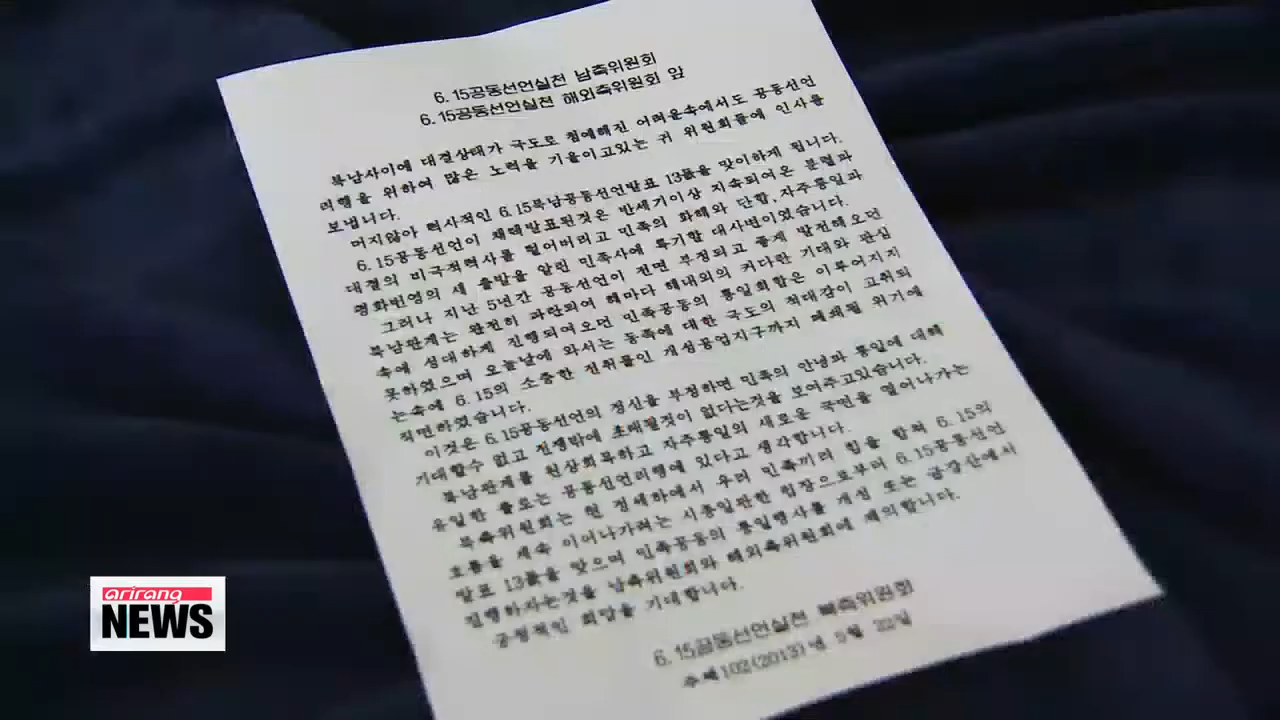 6.15공동선언실천 남측위원회
6.15공동선언실천 해외측위원회 앞
북남사이에 대결상태가 극도로 첨예해진 어려운속에서도 공동선언
리행을 위하여 많은 노력을 기울이고있는 귀 위원회들에 인사를
보냅니다.
머지않아 력사적인 6.15북남공동선언발표 13돐을 맞이하게 됩니다.
6.15공동선언이 채택발표된것은 반세기이상 지속되여온 분렬과
대결의 비극적력사를 털어버리고 민족의 화해와 단합, 자주통일과
평화번영의 새 출발을 알린 민족사에 특기할 대사변이였습니다.
그러나 지난 5년간 공동선언이 전면 부정되고 좋게 발전해오던
북남관계는 완전히 파탄되여 해마다 해내외의 커다란 기대와 관심
속에 성대하게 진행되여오던 민족공동의 통일회합은 이루어지지
못하였으며 오늘날에 와서는 동족에 대한 극도의 적대감이 고취되
는속에 6.15의 소중한 전취물인 개성공업지구까지 페쇄될 위기에
직면하였습니다.
이것은 6.15공동선언의 정신을 부정하면 민족의 안녕과 통일에 대해
기대할수 없고 전쟁밖에 초래될것이 없다는것을 보여주고있습니다.
북남관계를 원상회복하고 자주통일의 새로운 국면을 열어나가는
유일한 출로는 공동선언리행에 있다고 생각합니다.
북측위원회는 현 정세하에서 우리 민족끼리 힘을 합쳐 6.15의
흐름을 계속 이어나가려는 시종일관한 립장으로부터 6.15공동선언
발표 13돐을 맞으며 민족공동의 통일행사를 개성 또는 금강산에서
진행하자는것을 남측위원회와 해외측위원회에 제의합니다.
긍정적인 회답을 기대합니다.
6.15공동선언실천 북측위원회
주체102(2013)년 5월 22일
arirang
NEWS